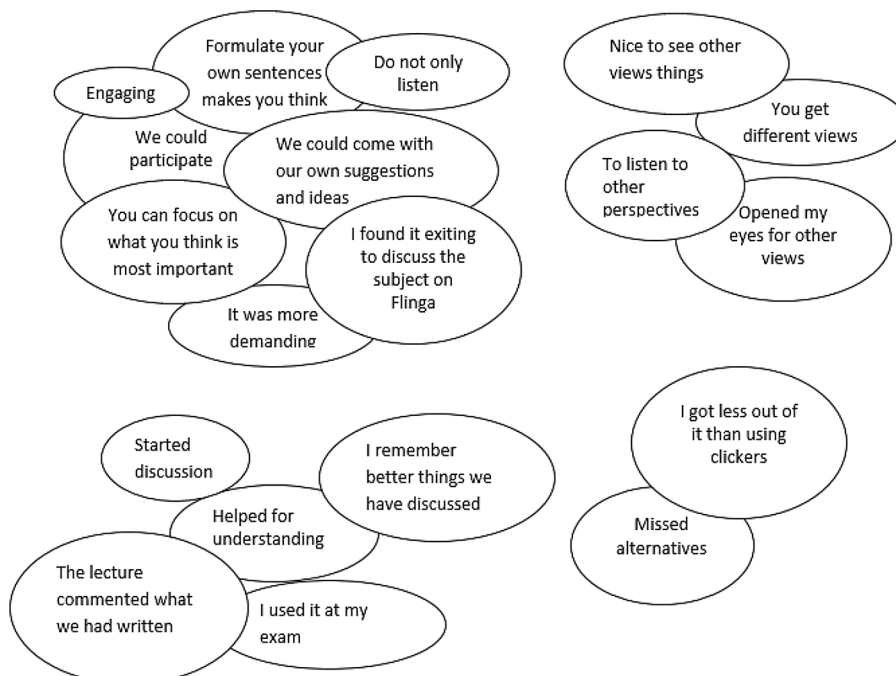 Formulate your
own sentences
makes you think
Do not only
listen
Engaging
We could
participate
We could come with
our own suggestions
and ideas
You can focus on
what you think is
most important
I found it exiting
to discuss the
subject on
Flinga
It was more
demanding
Nice to see other
views things
You get
different views
To listen to
other
perspectives
Opened my
eyes for other
views
Started
discussion
I remember
better things we
have discussed
Helped for
understanding
The lecture
commented what
we had written
I used it at my
exam
I got less out of
it than using
clickers
Missed
alternatives